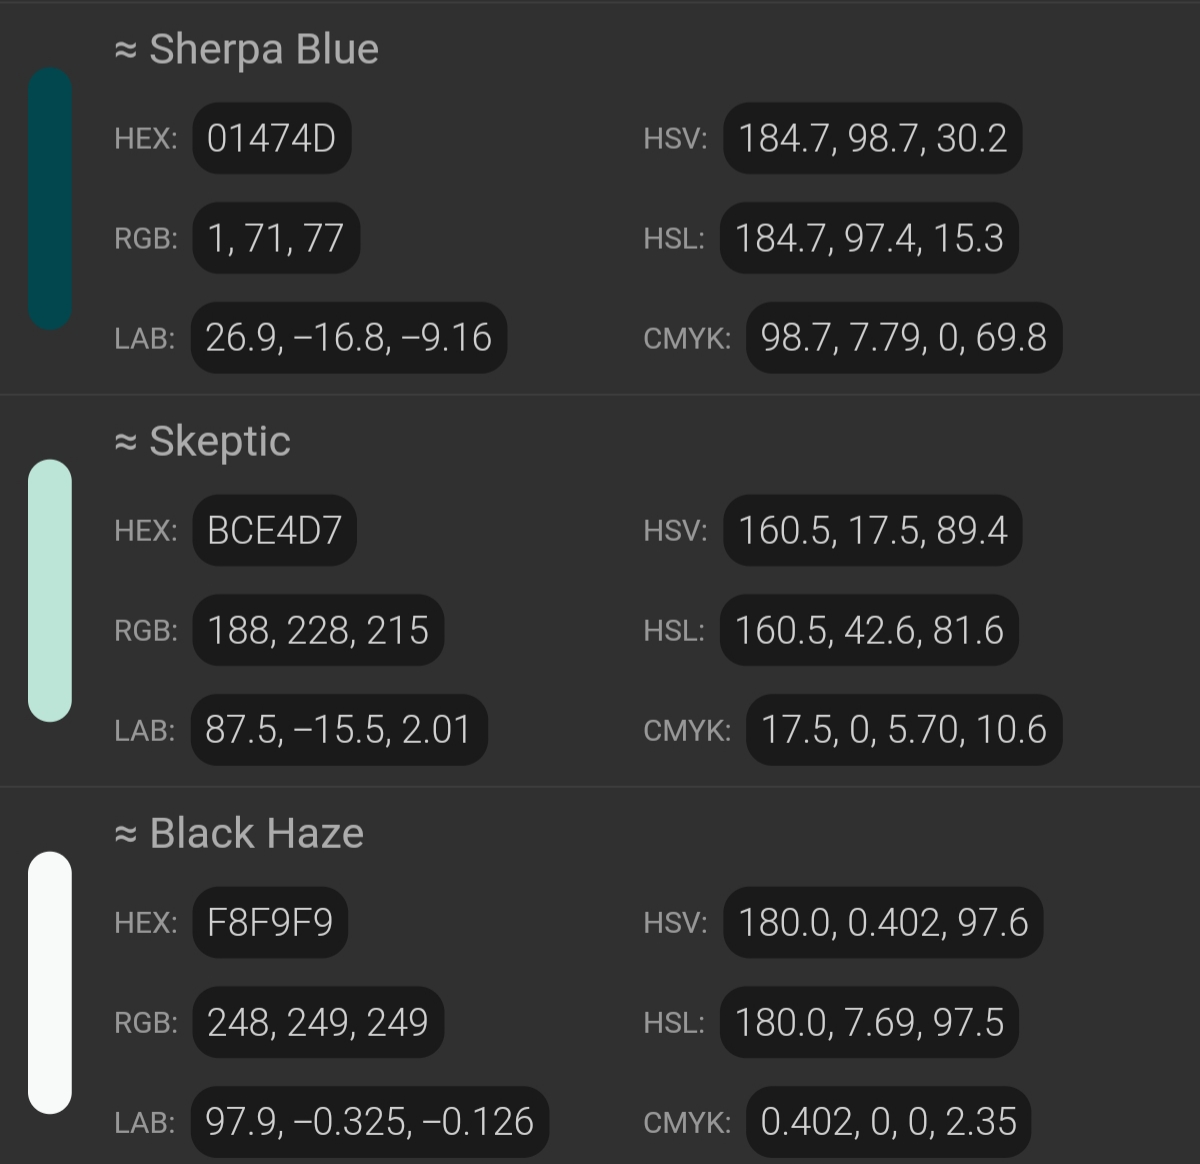 ≈ Sherpa Blue
HEX: 01474D HSV: 184.7, 98.7, 30.2
RGB: 1, 71, 77 HSL: 184.7, 97.4, 15.3
LAB: 26.9, −16.8, −9.16 CMYK: 98.7, 7.79, 0, 69.8
≈ Skeptic
HEX: BCE4D7 HSV: 160.5, 17.5, 89.4
RGB: 188, 228, 215 HSL: 160.5, 42.6, 81.6
LAB: 87.5, −15.5, 2.01 CMYK: 17.5, 0, 5.70, 10.6
≈ Black Haze
HEX: F8F9F9 HSV: 180.0, 0.402, 97.6
RGB: 248, 249, 249 HSL: 180.0, 7.69, 97.5
LAB: 97.9, −0.325, −0.126 CMYK: 0.402, 0, 0, 2.35